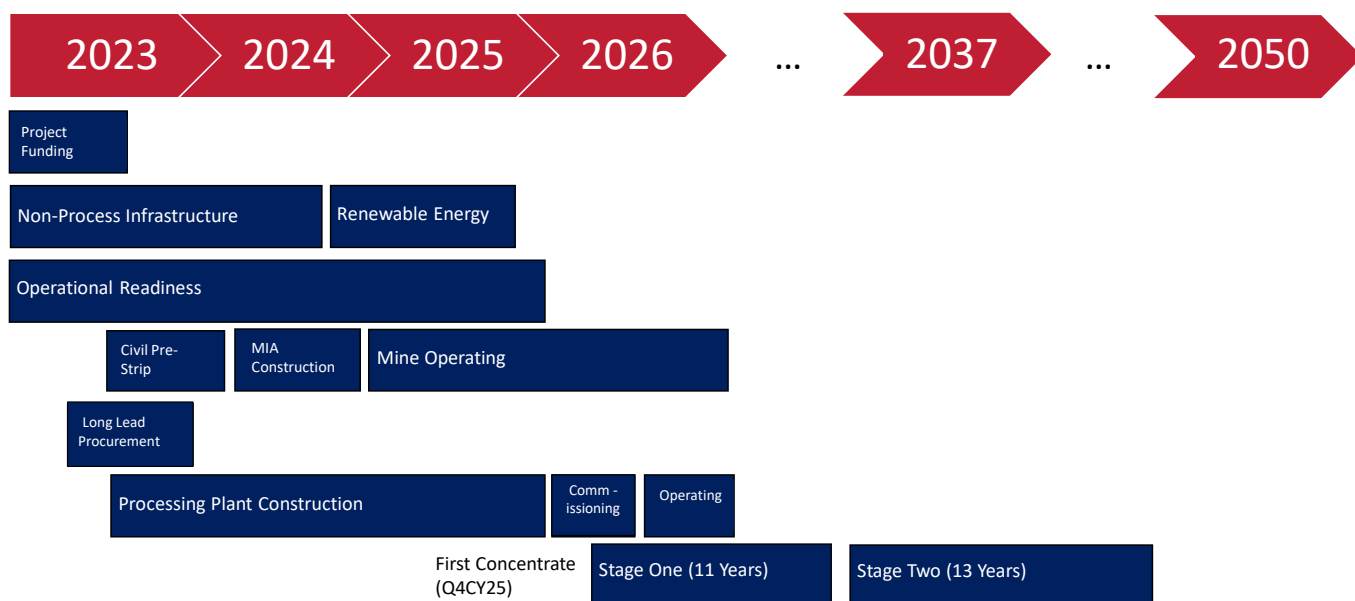 2023 2024 2025 2026 ... 2037 ... 2050
Project
Funding
Non-Process Infrastructure
Renewable Energy
Operational Readiness
Civil Pre-
Strip
MIA
Construction
Mine Operating
Long Lead
Procurement
Processing Plant Construction
Comm -
issioning
Operating
First Concentrate
(Q4CY25)
Stage One (11 Years)
Stage Two (13 Years)